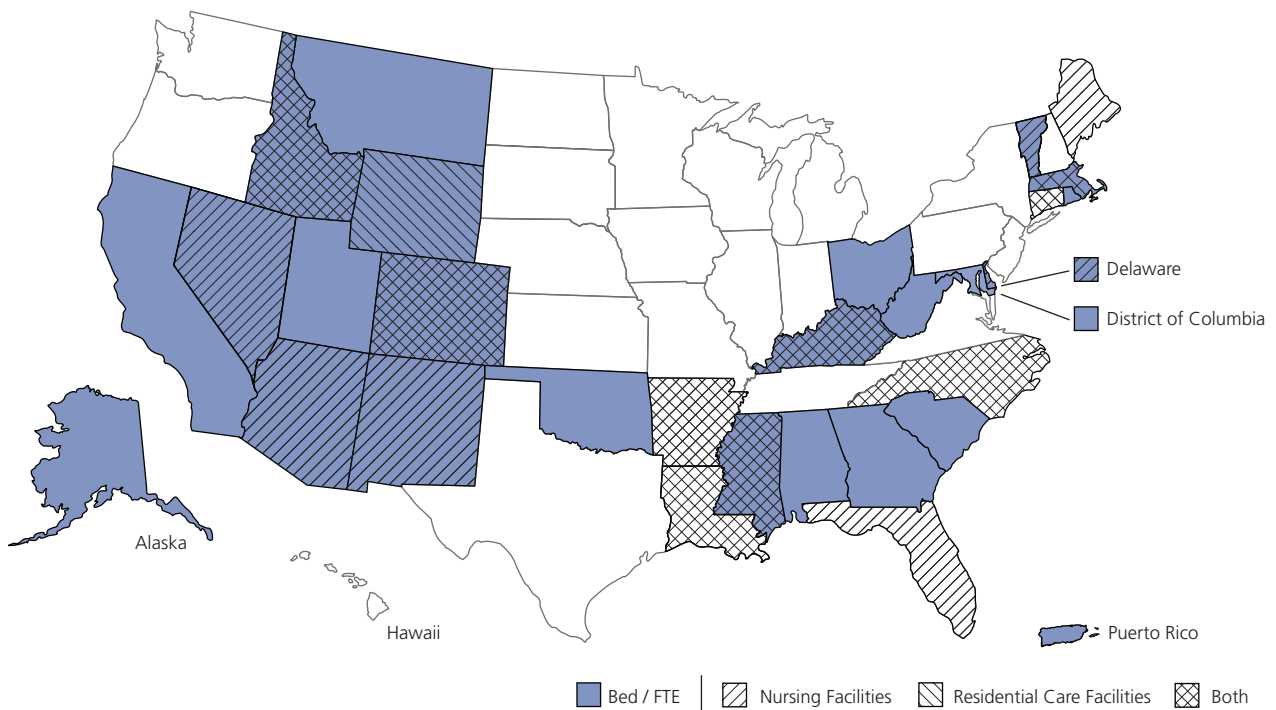 Delaware
District of Columbia
Alaska
Hawaii
Puerto Rico
Bed / FTE | Nursing Facilities Residential Care Facilities Both